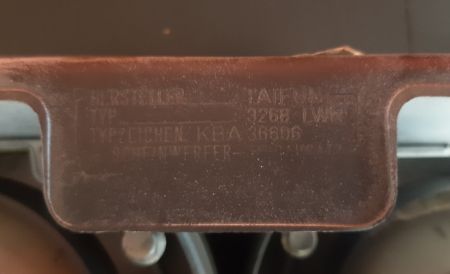 HERSTELLER TAIFUN
TYP 3268 LWR
TYPZEICHEN KBA 36806
SCHEINWERFER